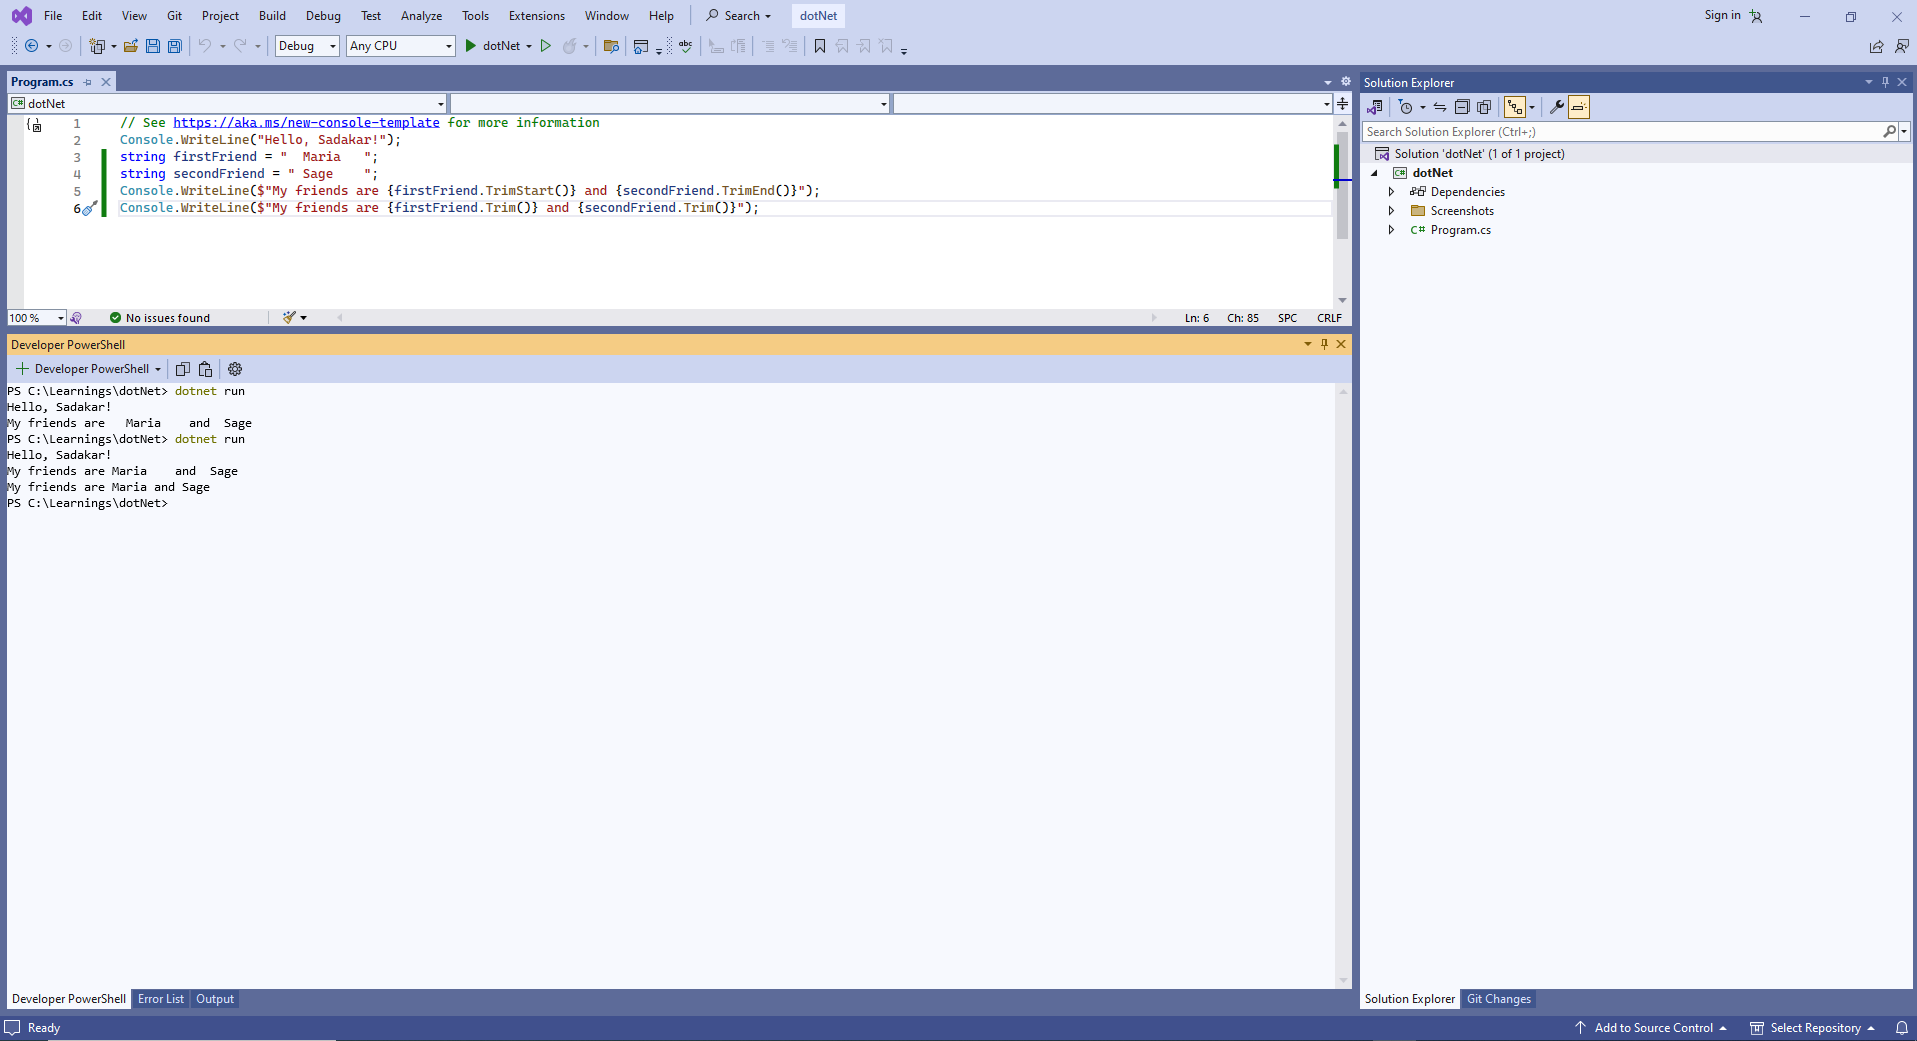 File Edit View Git Project Build Debug Test Analyze Tools Extensions Window Help Search dotNet Sign in
Debug Any CPU dotNet
Program.cs
dotNet
1 // See https://aka.ms/new-console-template for more information
2 Console.WriteLine("Hello, Sadakar!");
3 string firstFriend = "  Maria   ";
4 string secondFriend = " Sage    ";
5 Console.WriteLine($"My friends are {firstFriend.TrimStart()} and {secondFriend.TrimEnd()}");
6 Console.WriteLine($"My friends are {firstFriend.Trim()} and {secondFriend.Trim()}");
100 % No issues found Ln: 6 Ch: 85 SPC CRLF
Developer PowerShell
Developer PowerShell
PS C:\Learnings\dotNet> dotnet run
Hello, Sadakar!
My friends are   Maria    and  Sage
PS C:\Learnings\dotNet> dotnet run
Hello, Sadakar!
My friends are Maria    and  Sage
My friends are Maria and Sage
PS C:\Learnings\dotNet>
Developer PowerShell Error List Output
Solution Explorer
Search Solution Explorer (Ctrl+;)
Solution 'dotNet' (1 of 1 project)
dotNet
Dependencies
Screenshots
C# Program.cs
Solution Explorer Git Changes
Ready Add to Source Control Select Repository